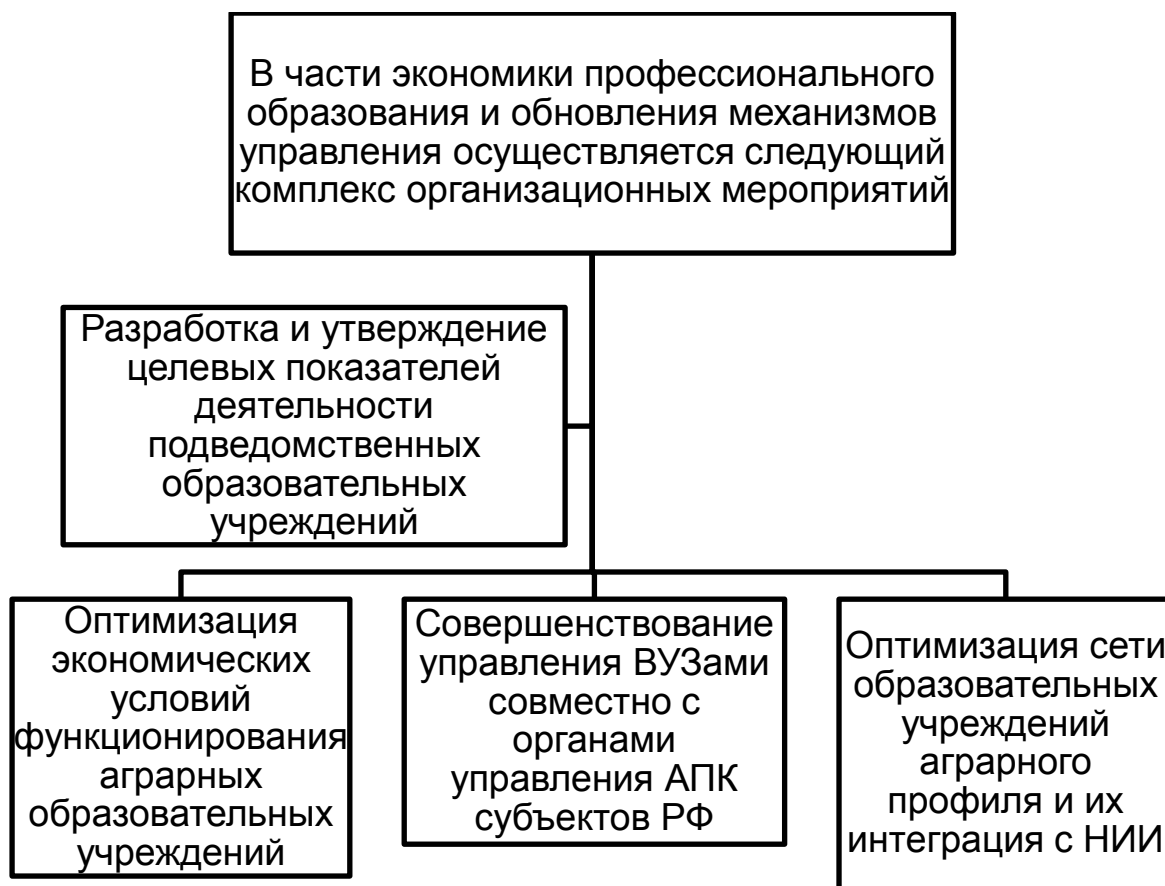 В части экономики профессионального
образования и обновления механизмов
управления осуществляется следующий
комплекс организационных мероприятий
Разработка и утверждение
целевых показателей
деятельности
подведомственных
образовательных
учреждений
Оптимизация
экономических
условий
функционирования
аграрных
образовательных
учреждений
Совершенствование
управления ВУЗами
совместно с
органами
управления АПК
субъектов РФ
Оптимизация сети
образовательных
учреждений
аграрного
профиля и их
интеграция с НИИ